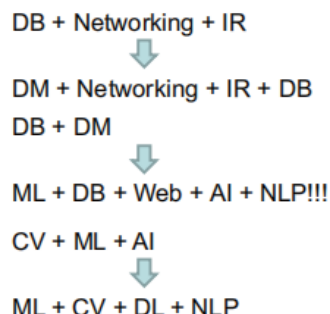 DB + Networking + IR
DM + Networking + IR + DB
DB + DM
ML + DB + Web + AI + NLP!!!
CV + ML + AI
ML + CV + DL + NLP